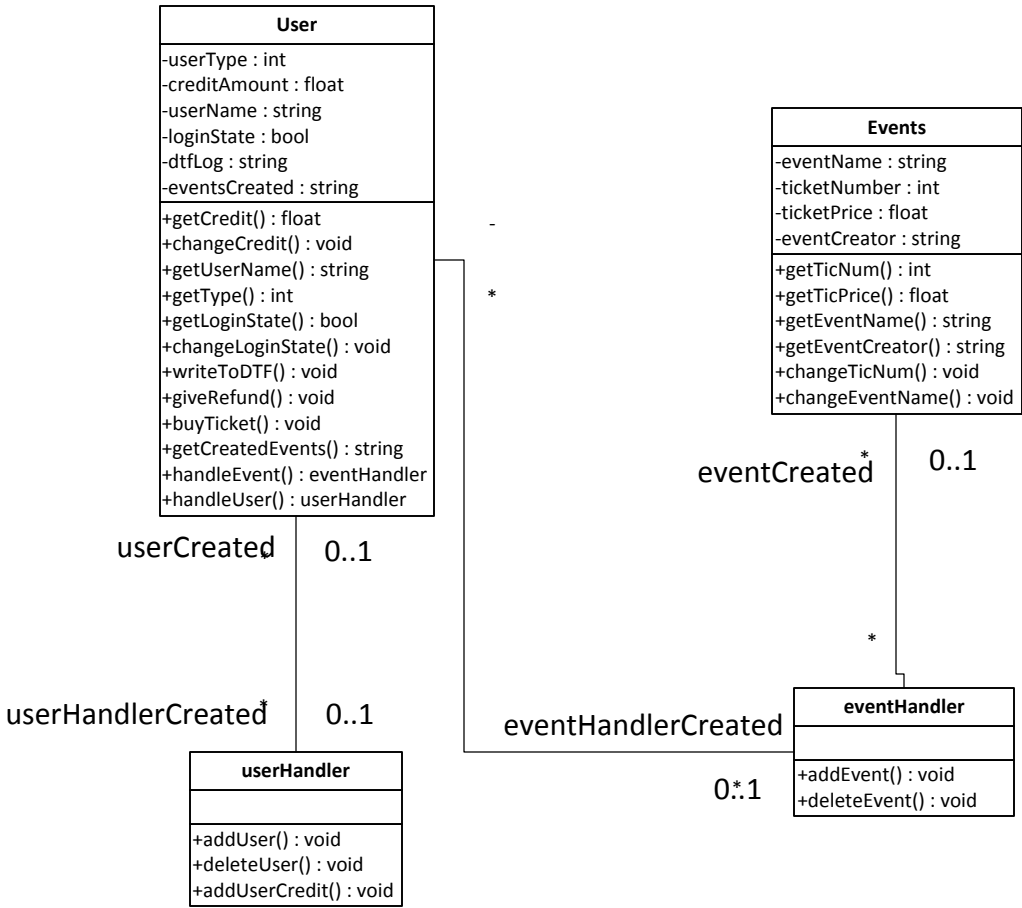 User
-userType : int
-creditAmount : float
-userName : string
-loginState : bool
-dtfLog : string
-eventsCreated : string
+getCredit() : float
+changeCredit() : void
+getUserName() : string
+getType() : int
+getLoginState() : bool
+changeLoginState() : void
+writeToDTF() : void
+giveRefund() : void
+buyTicket() : void
+getCreatedEvents() : string
+handleEvent() : eventHandler
+handleUser() : userHandler
-
*
Events
-eventName : string
-ticketNumber : int
-ticketPrice : float
-eventCreator : string
+getTicNum() : int
+getTicPrice() : float
+getEventName() : string
+getEventCreator() : string
+changeTicNum() : void
+changeEventName() : void
eventCreated
*
0..1
userCreated
*
0..1
*
userHandlerCreated
*
0..1
eventHandlerCreated
0..1
*
userHandler
+addUser() : void
+deleteUser() : void
+addUserCredit() : void
eventHandler
+addEvent() : void
+deleteEvent() : void